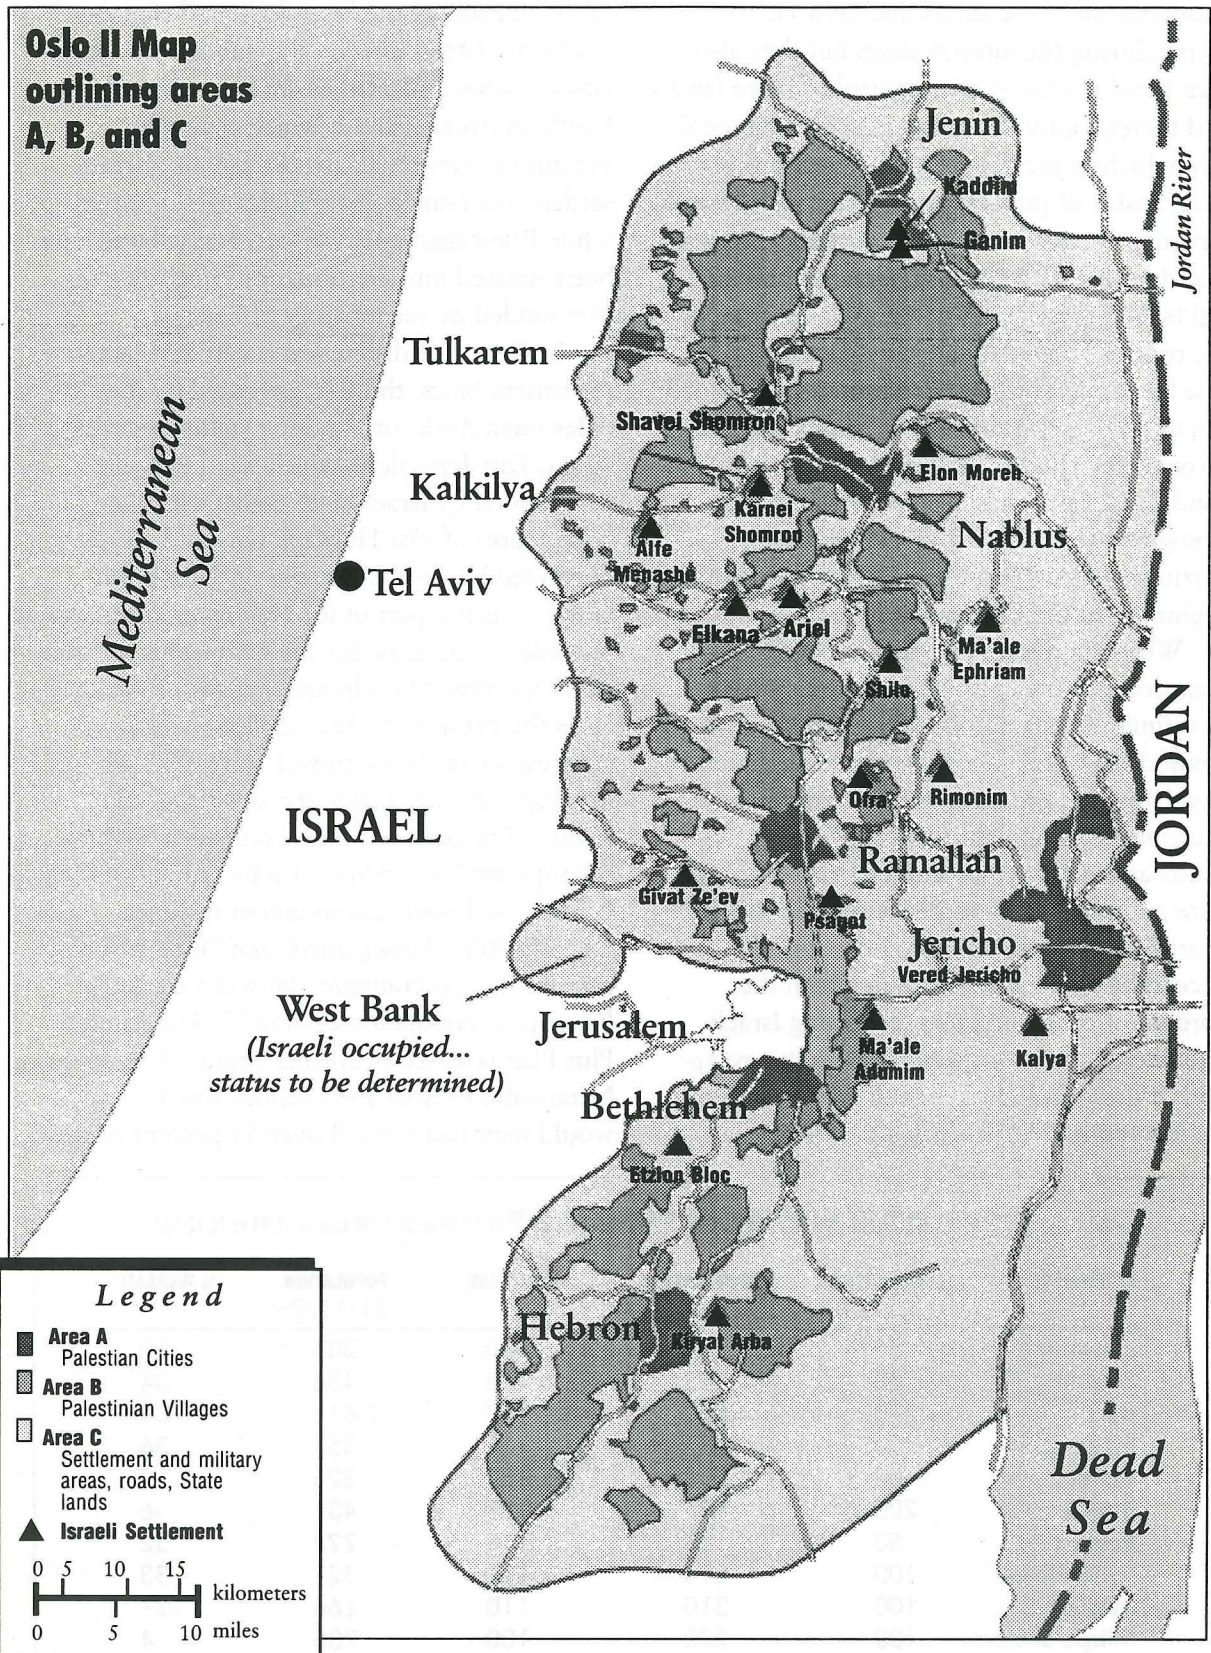 Oslo II Map
outlining areas
A, B, and C
Jenin
Kaddim
Ganim
Jordan River
Tulkarem
Shavei Shomron
Elon Moreh
Kalkilya
Karnei
Shomron
Nablus
Alfe
Menashe
Mediterranean
Sea
Tel Aviv
Elkana
Ariel
Ma'ale
Ephriam
Shilo
JORDAN
Ofra
Rimonim
ISRAEL
Ramallah
Givat Ze'ev
Psagot
Jericho
Vered Jericho
West Bank
(Israeli occupied...
status to be determined)
Jerusalem
Ma'ale
Adumim
Kalya
Bethlehem
Etzion Bloc
Hebron
Kiryat Arba
Dead
Sea
Legend
Area A
Palestian Cities
Area B
Palestinian Villages
Area C
Settlement and military
areas, roads, State
lands
Israeli Settlement
0 5 10 15
kilometers
0 5 10 miles